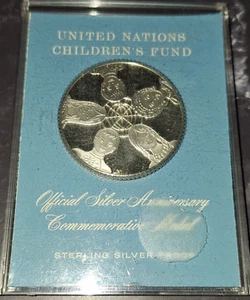 UNITED NATIONS
CHILDREN'S FUND
Official Silver Anniversary
Commemorative Medal
STERLING SILVER PROOF